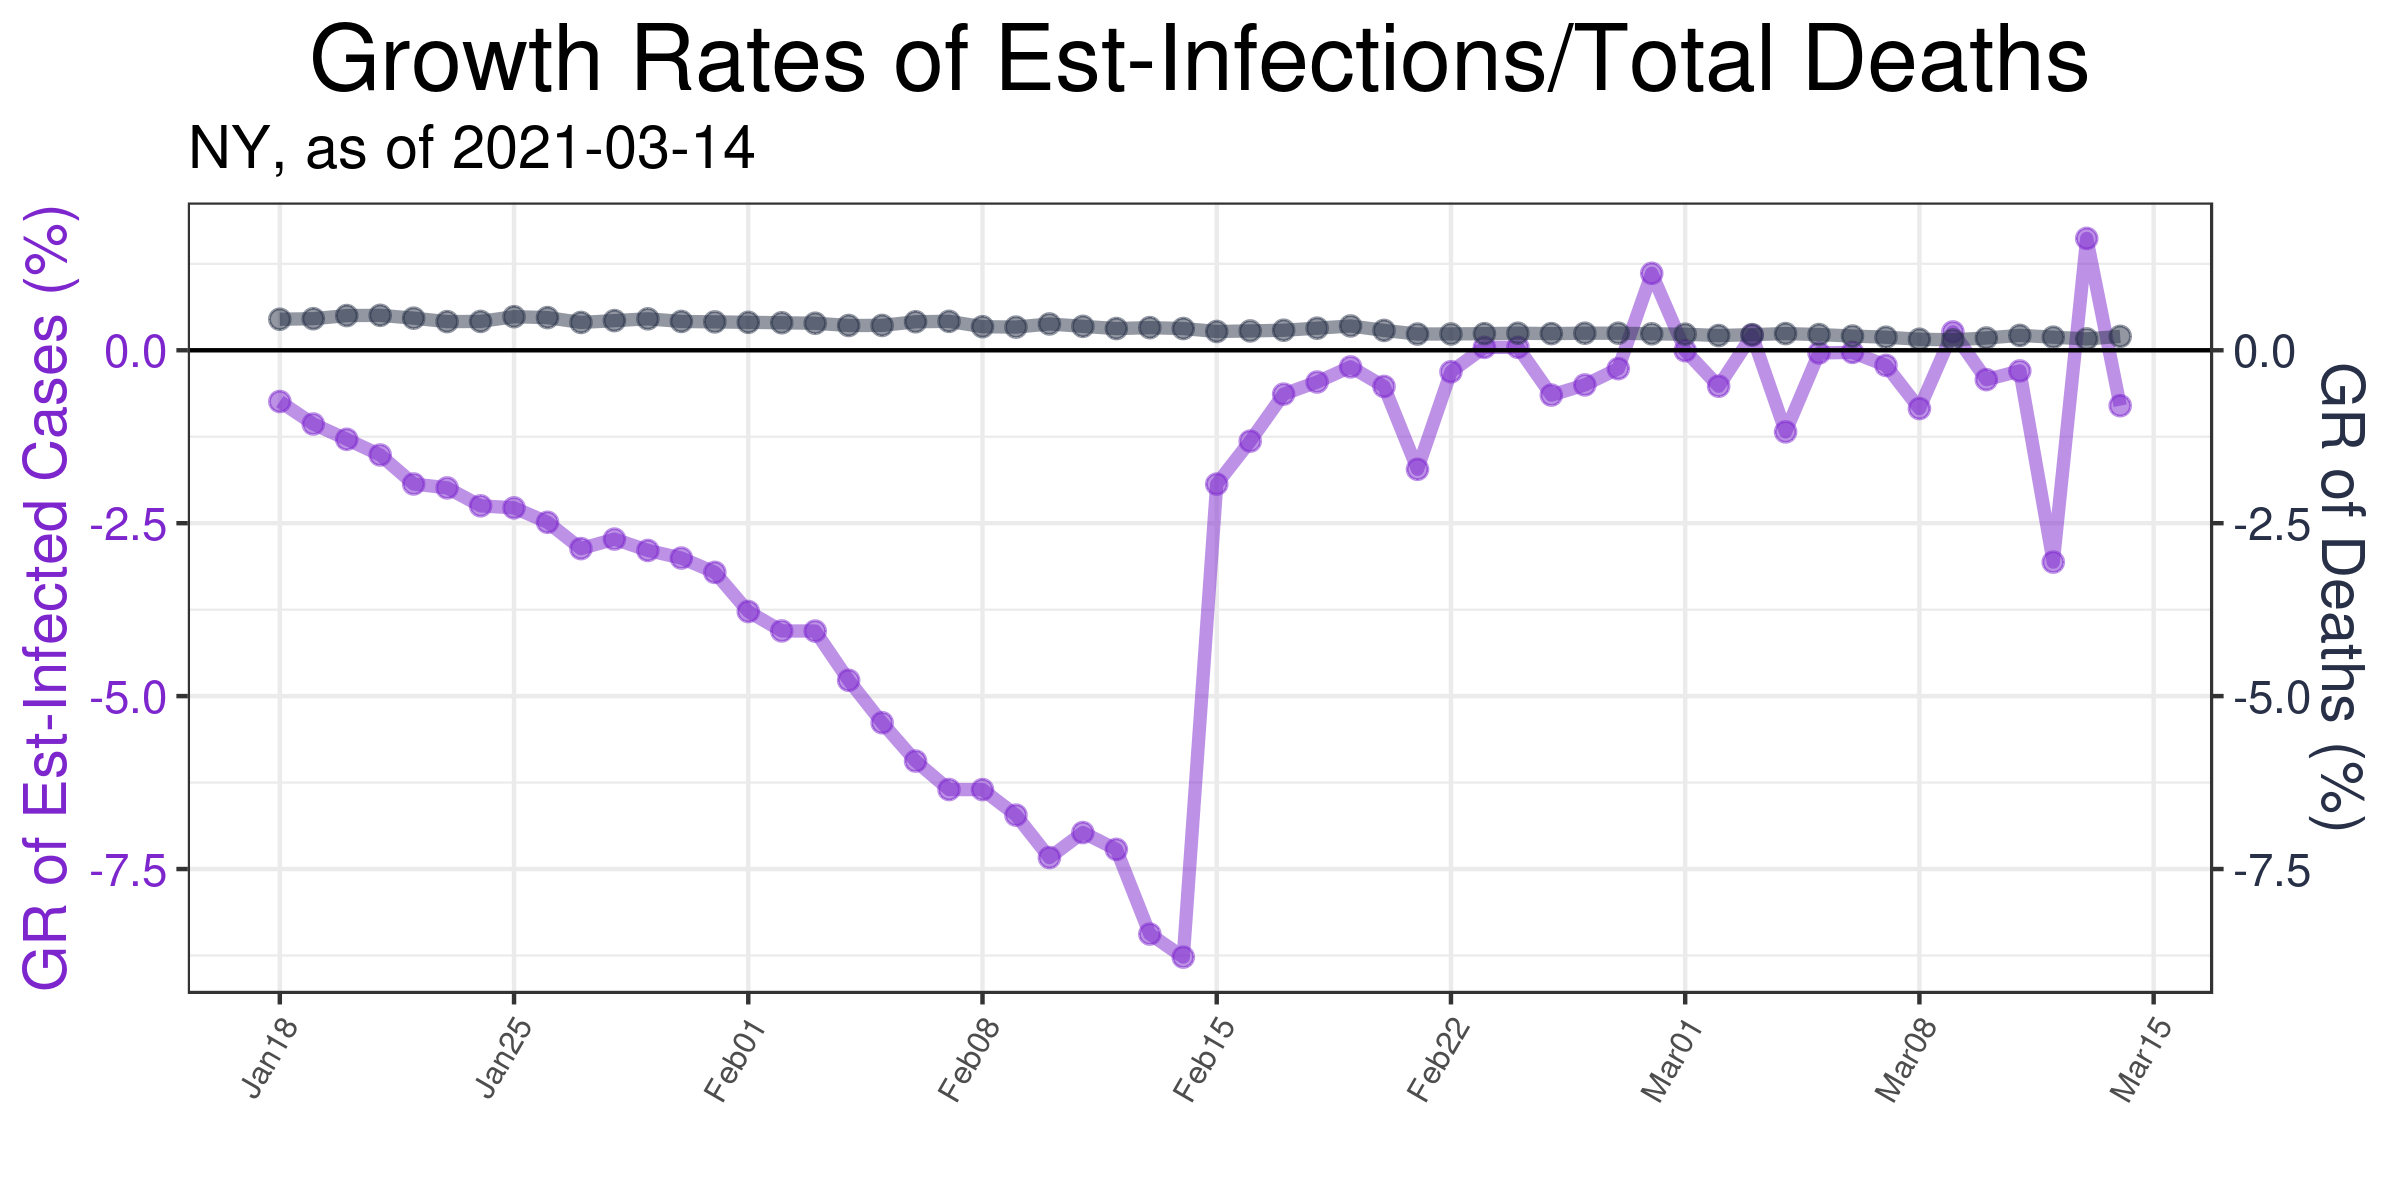 Growth Rates of Est-Infections/Total Deaths
NY, as of 2021-03-14
GR of Est-Infected Cases (%)
0.0
-2.5
-5.0
-7.5
0.0
-2.5
-5.0
-7.5
GR of Deaths (%)
Jan18
Jan25
Feb01
Feb08
Feb15
Feb22
Mar01
Mar08
Mar15